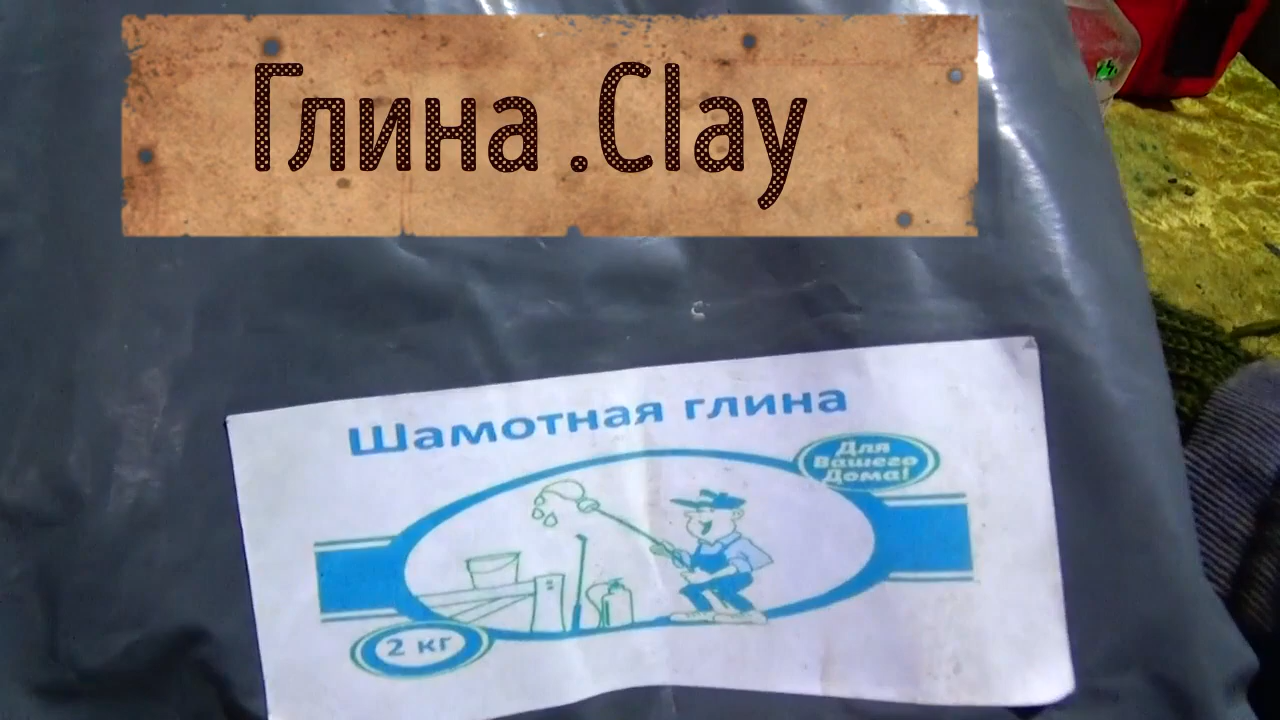 Глина .Clay
Шамотная глина
Для
Вашего
Дома!
2 кг